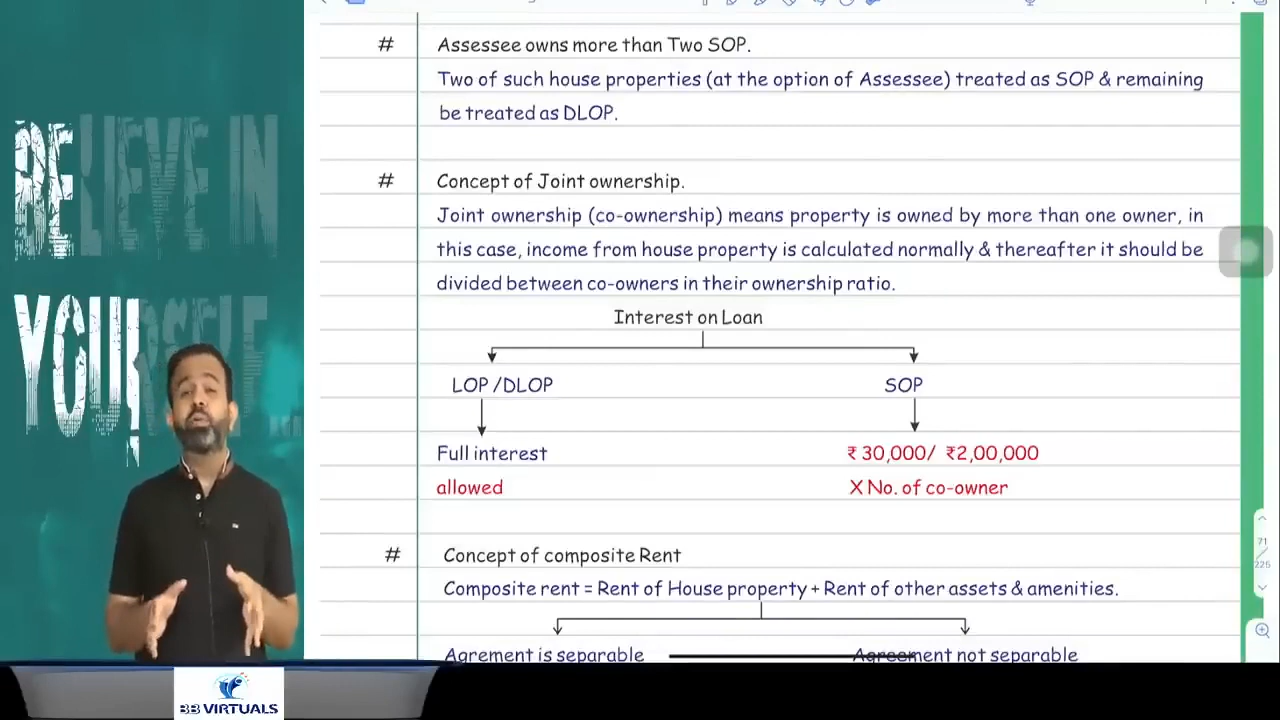 BELIEVE IN
YOURSELF
# Assessee owns more than Two SOP.
Two of such house properties (at the option of Assessee) treated as SOP & remaining
be treated as DLOP.
# Concept of Joint ownership.
Joint ownership (co-ownership) means property is owned by more than one owner, in
this case, income from house property is calculated normally & thereafter it should be
divided between co-owners in their ownership ratio.
Interest on Loan
LOP /DLOP SOP
Full interest ₹ 30,000/ ₹2,00,000
allowed X No. of co-owner
# Concept of composite Rent
Composite rent = Rent of House property + Rent of other assets & amenities.
Agrement is separable Agreement not separable
71
225
BB VIRTUALS